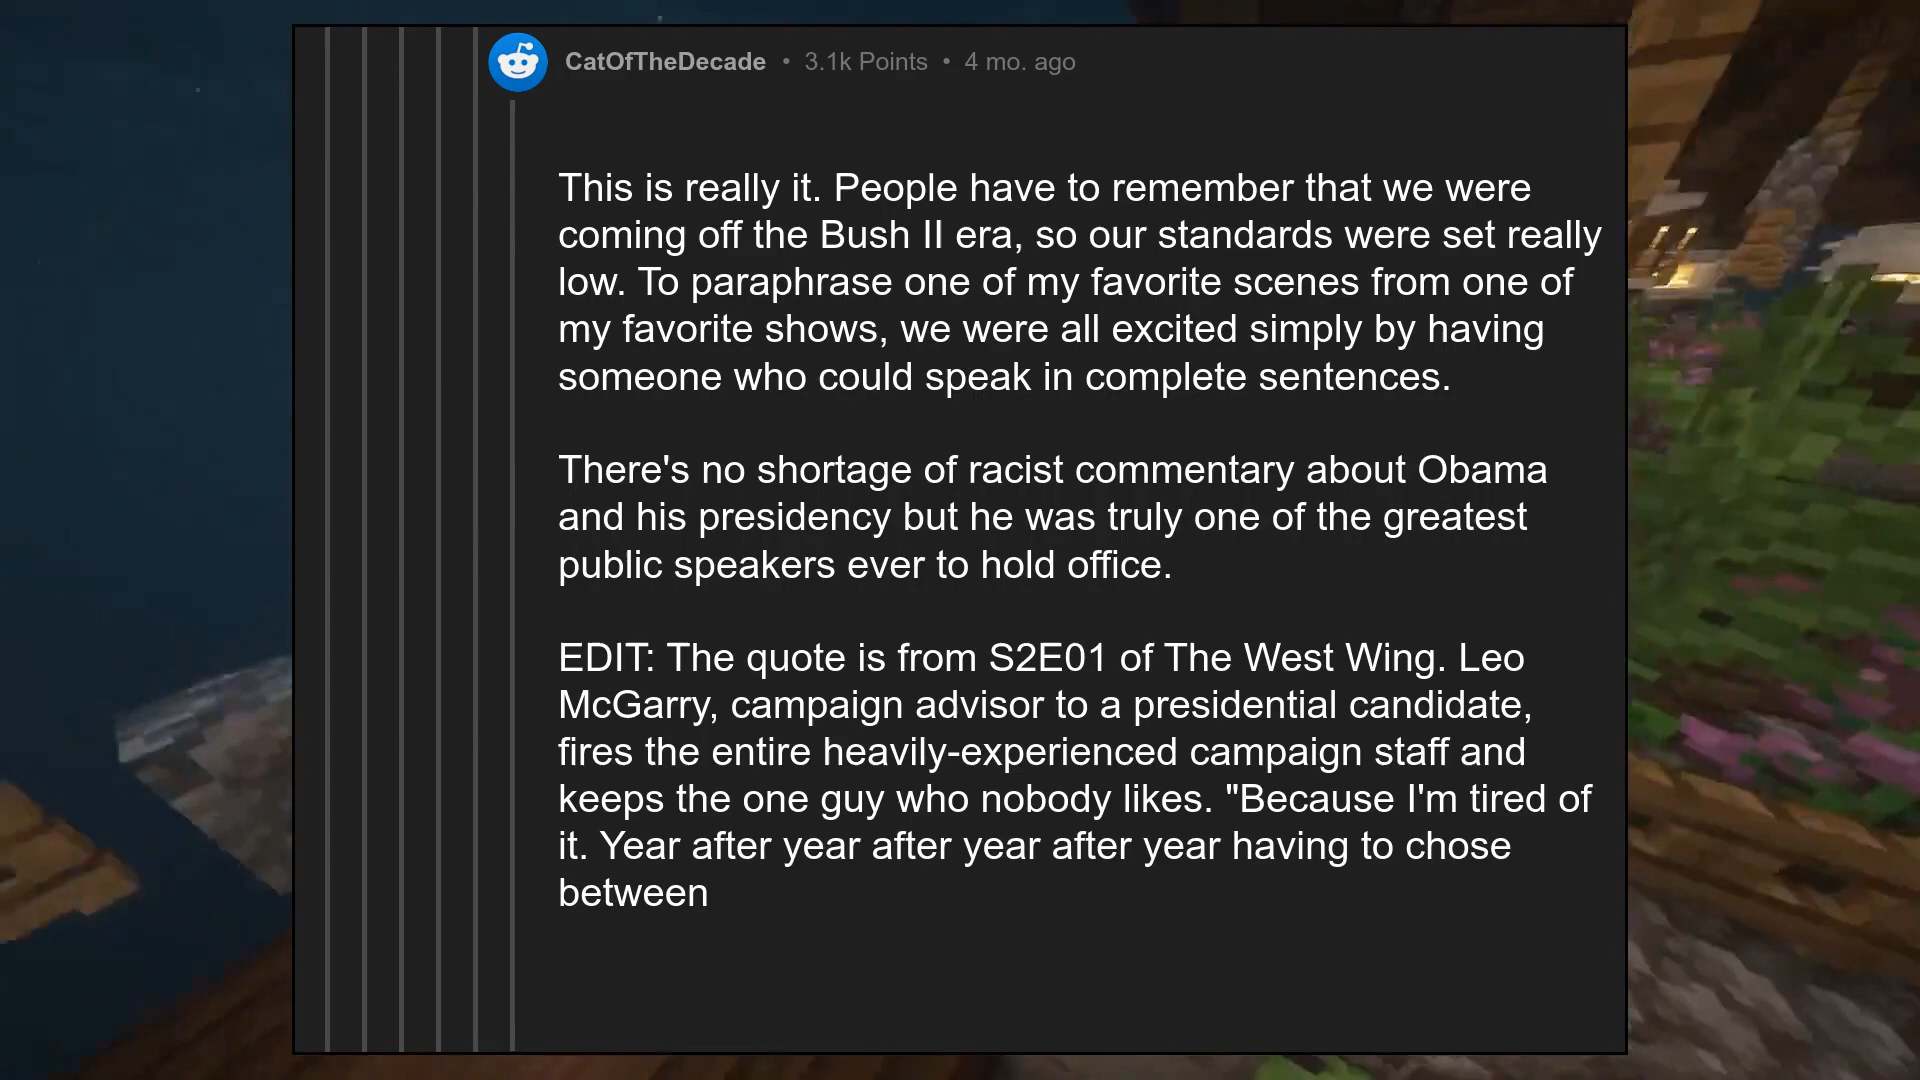 CatOfTheDecade • 3.1k Points • 4 mo. ago
This is really it. People have to remember that we were
coming off the Bush II era, so our standards were set really
low. To paraphrase one of my favorite scenes from one of
my favorite shows, we were all excited simply by having
someone who could speak in complete sentences.
There's no shortage of racist commentary about Obama
and his presidency but he was truly one of the greatest
public speakers ever to hold office.
EDIT: The quote is from S2E01 of The West Wing. Leo
McGarry, campaign advisor to a presidential candidate,
fires the entire heavily-experienced campaign staff and
keeps the one guy who nobody likes. "Because I'm tired of
it. Year after year after year after year having to chose
between